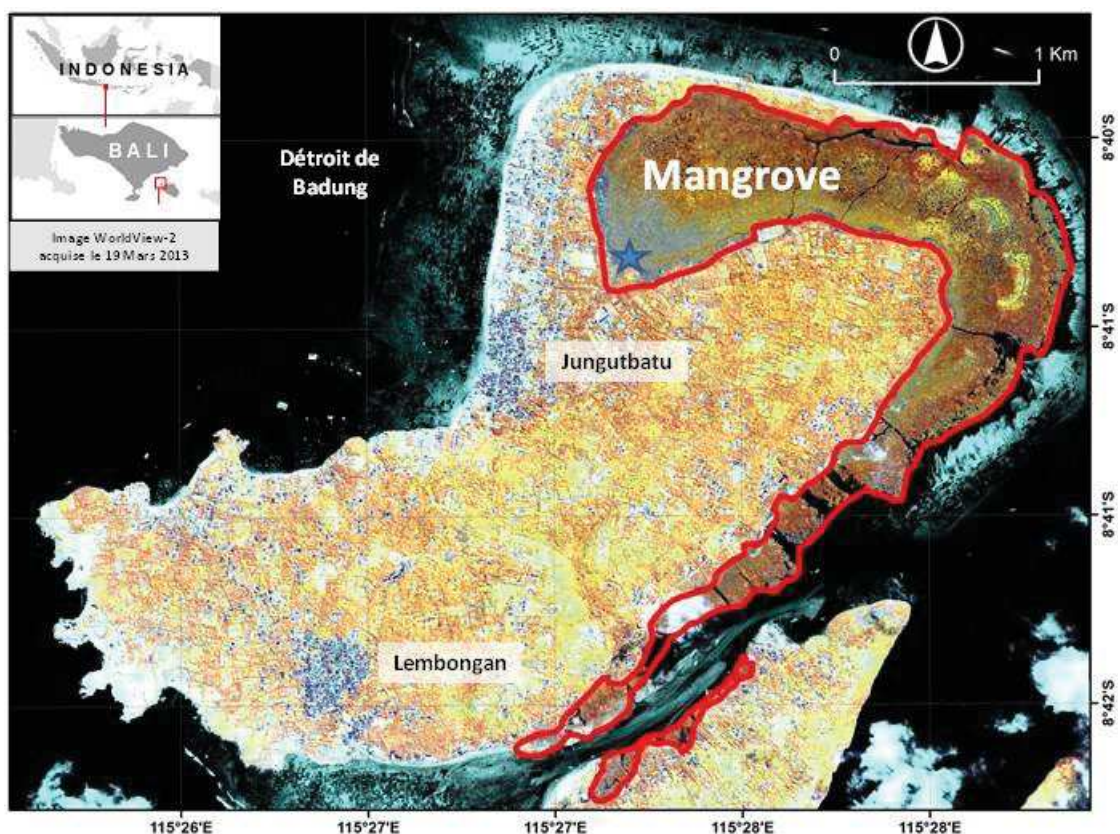 INDONESIA
BALI
Image WorldView-2
acquise le 19 Mars 2013
Détroit de
Badung
0 1 Km
Mangrove
Jungutbatu
Lembongan
8°40'S
8°41'S
8°41'S
8°42'S
115°26'E 115°27'E 115°27'E 115°28'E 115°28'E